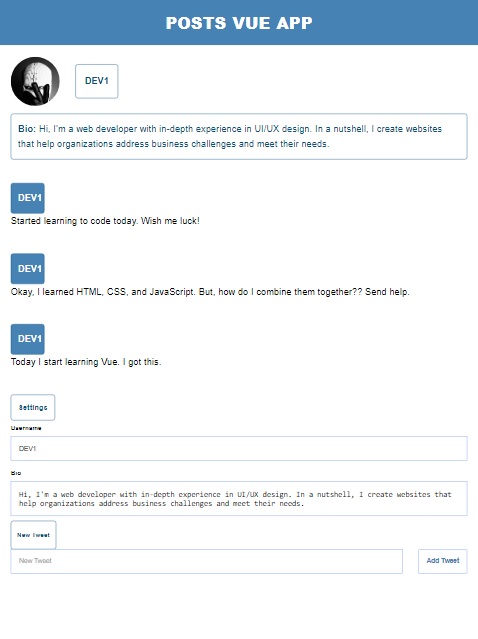 POSTS VUE APP
DEV1
Bio: Hi, I'm a web developer with in-depth experience in UI/UX design. In a nutshell, I create websites
that help organizations address business challenges and meet their needs.
DEV1
Started learning to code today. Wish me luck!
DEV1
Okay, I learned HTML, CSS, and JavaScript. But, how do I combine them together?? Send help.
DEV1
Today I start learning Vue. I got this.
Settings
Username
DEV1
Bio
Hi, I'm a web developer with in-depth experience in UI/UX design. In a nutshell, I create websites that
help organizations address business challenges and meet their needs.
New Tweet
New Tweet
Add Tweet